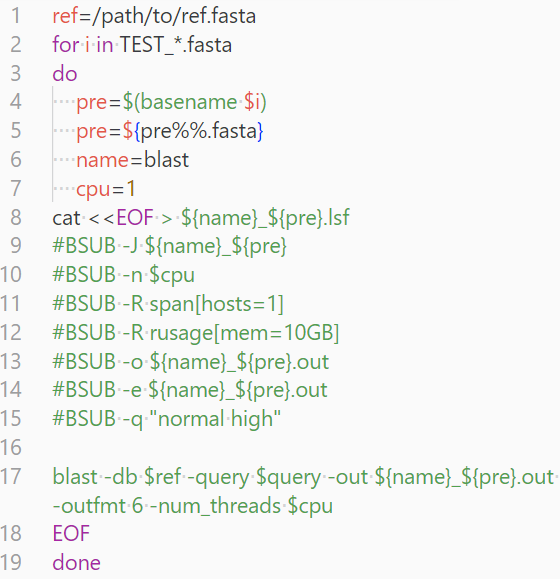 1 ref=/path/to/ref.fasta
2 for i in TEST_*.fasta
3 do
4     pre=$(basename $i)
5     pre=${pre%%.fasta}
6     name=blast
7     cpu=1
8 cat <<EOF > ${name}_${pre}.lsf
9 #BSUB -J ${name}_${pre}
10 #BSUB -n $cpu
11 #BSUB -R span[hosts=1]
12 #BSUB -R rusage[mem=10GB]
13 #BSUB -o ${name}_${pre}.out
14 #BSUB -e ${name}_${pre}.out
15 #BSUB -q "normal high"
16
17 blast -db $ref -query $query -out ${name}_${pre}.out
-outfmt 6 -num_threads $cpu
18 EOF
19 done